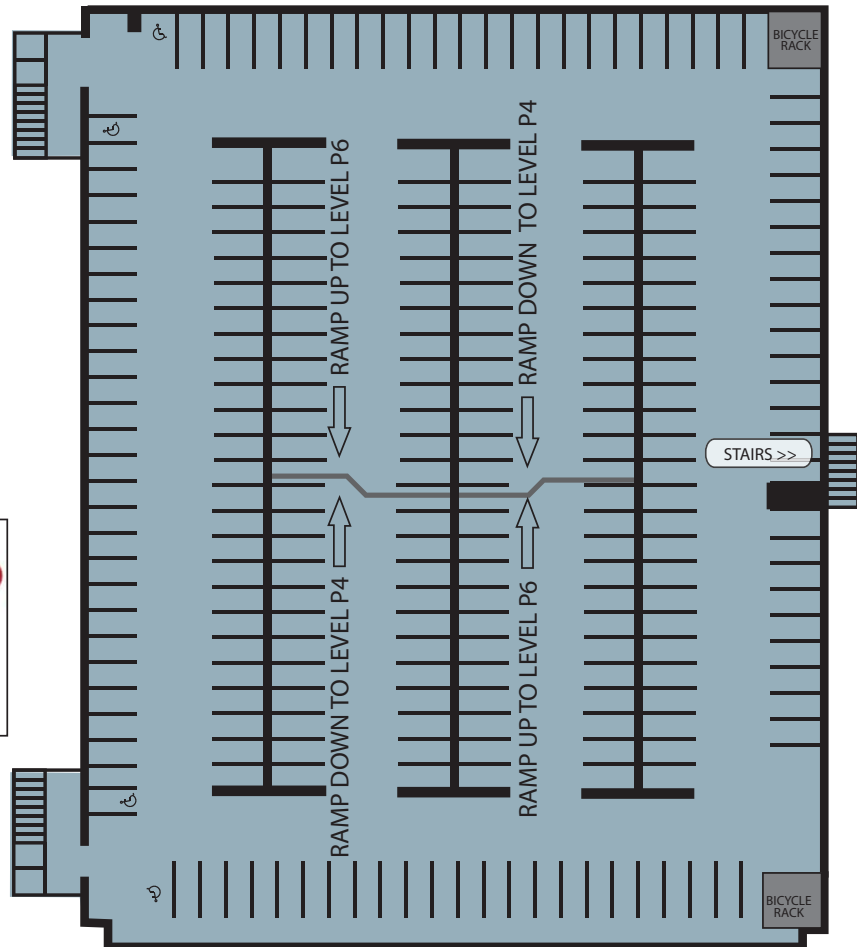 BICYCLE
RACK
RAMP UP TO LEVEL P6
RAMP DOWN TO LEVEL P4
STAIRS >>
RAMP DOWN TO LEVEL P4
RAMP UP TO LEVEL P6
BICYCLE
RACK